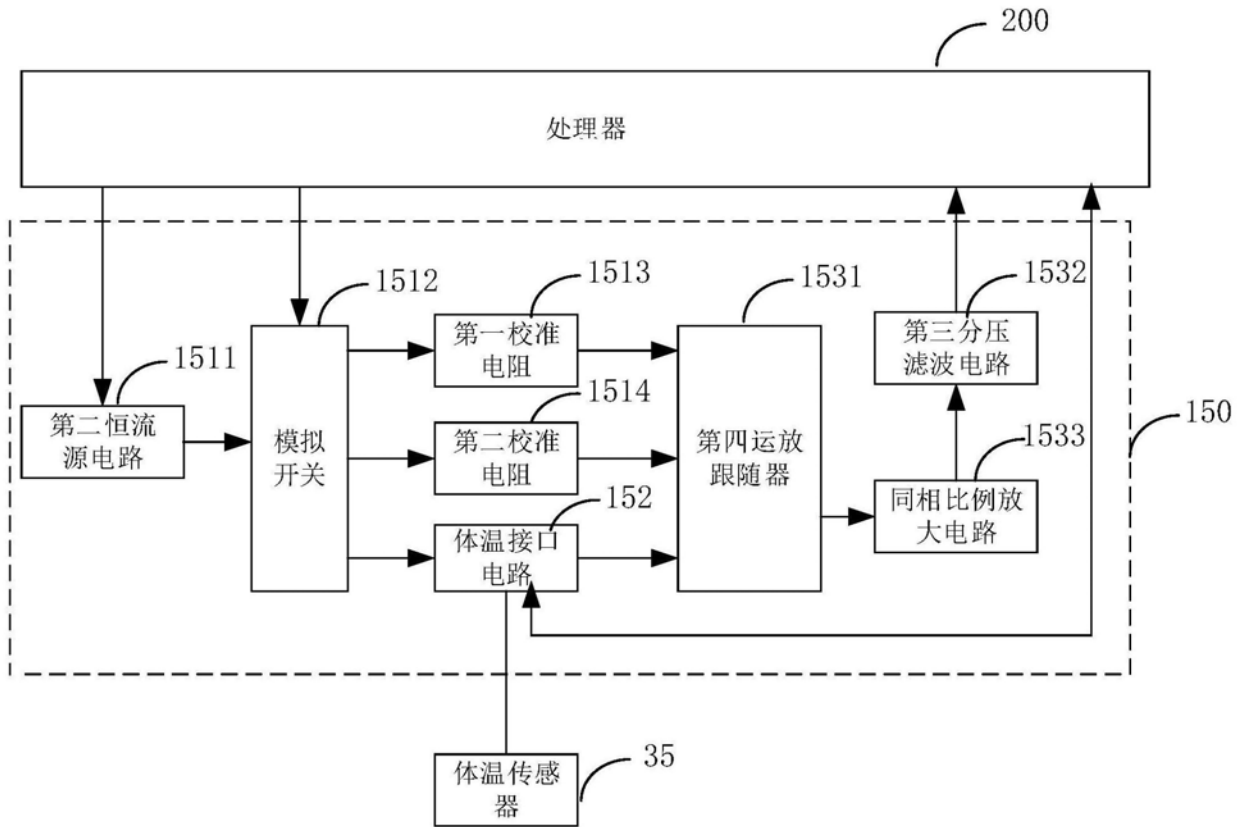 200
处理器
1512
1513
1531
1532
第一校准
电阻
第三分压
滤波电路
1511
1514
第二恒流
源电路
模拟
开关
第二校准
电阻
第四运放
跟随器
150
1533
152
同相比例放
大电路
体温接口
电路
35
体温传感
器